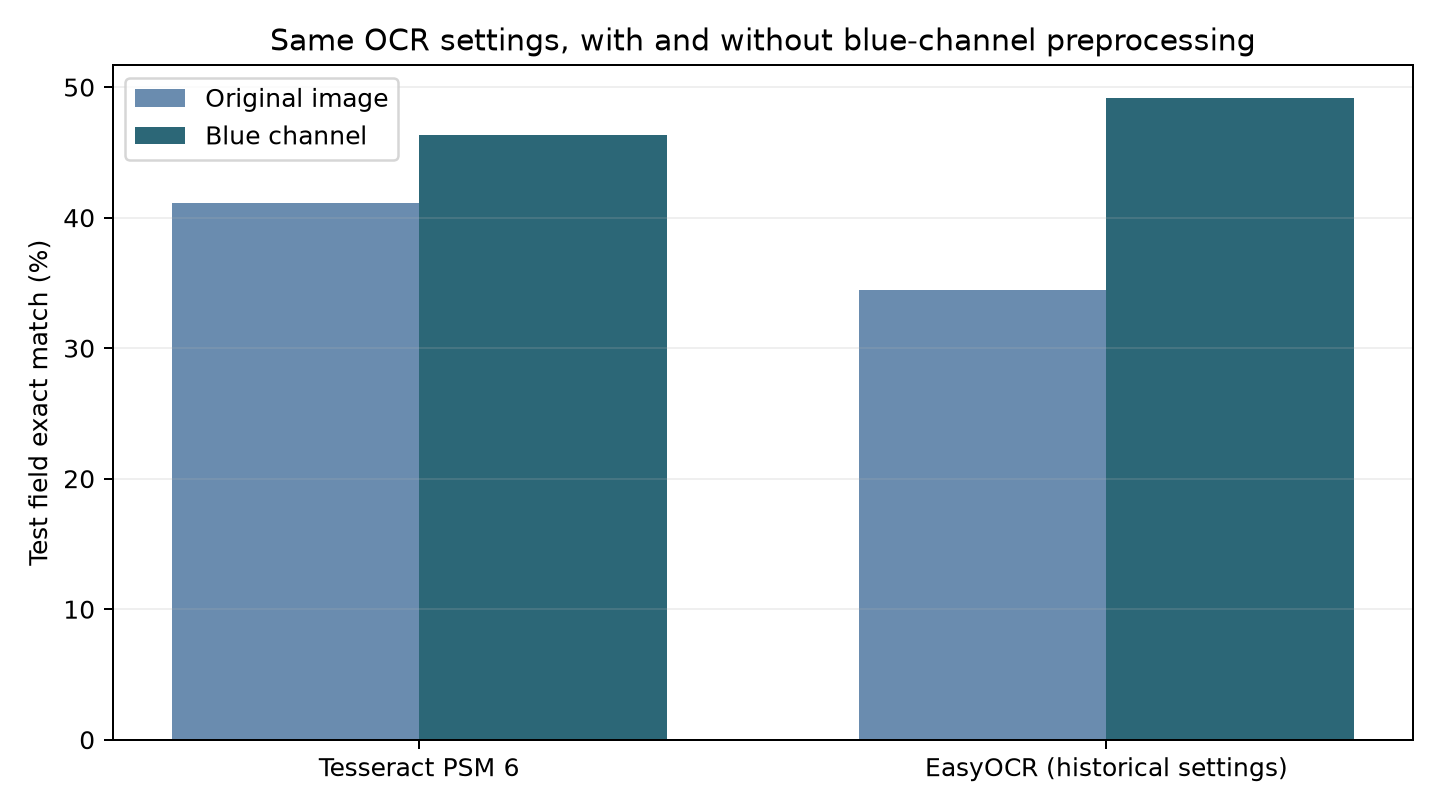 Same OCR settings, with and without blue-channel preprocessing
Original image
Blue channel
Test field exact match (%)
50
40
30
20
10
0
Tesseract PSM 6
EasyOCR (historical settings)